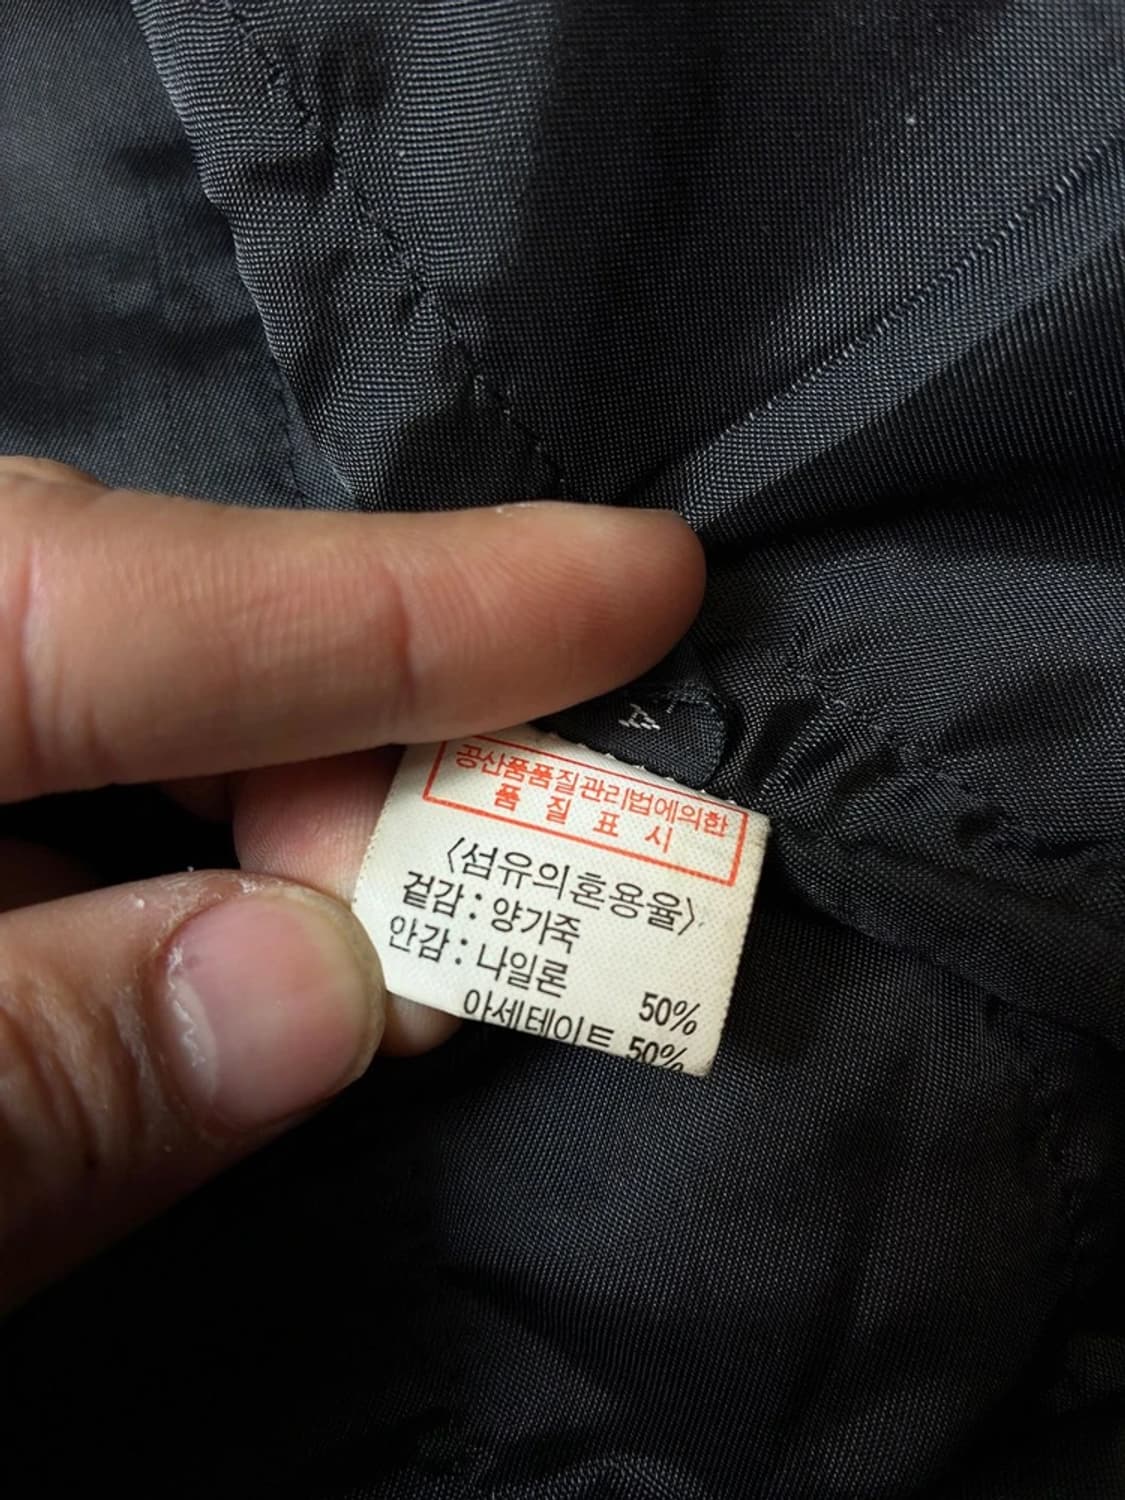 공산품품질관리법에의한
품 질 표 시
<섬유의혼용율>
겉감 : 양가죽
안감 : 나일론 50%
아세테이트 50%